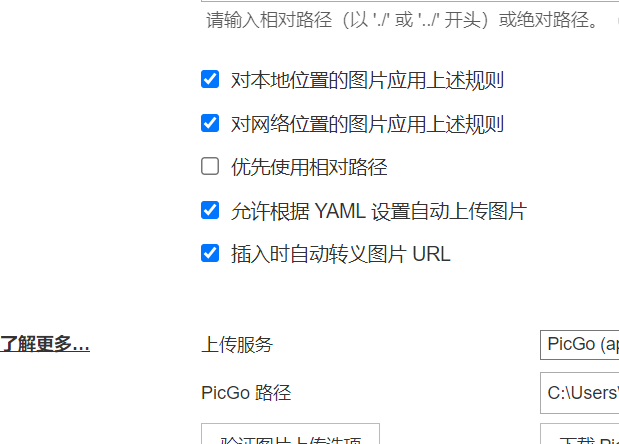 请输入相对路径（以 './' 或 '../' 开头）或绝对路径。
对本地位置的图片应用上述规则
对网络位置的图片应用上述规则
优先使用相对路径
允许根据 YAML 设置自动上传图片
插入时自动转义图片 URL
了解更多...
上传服务
PicGo (ap
PicGo 路径
C:\Users\
验证图片上传选项
下载 Pic